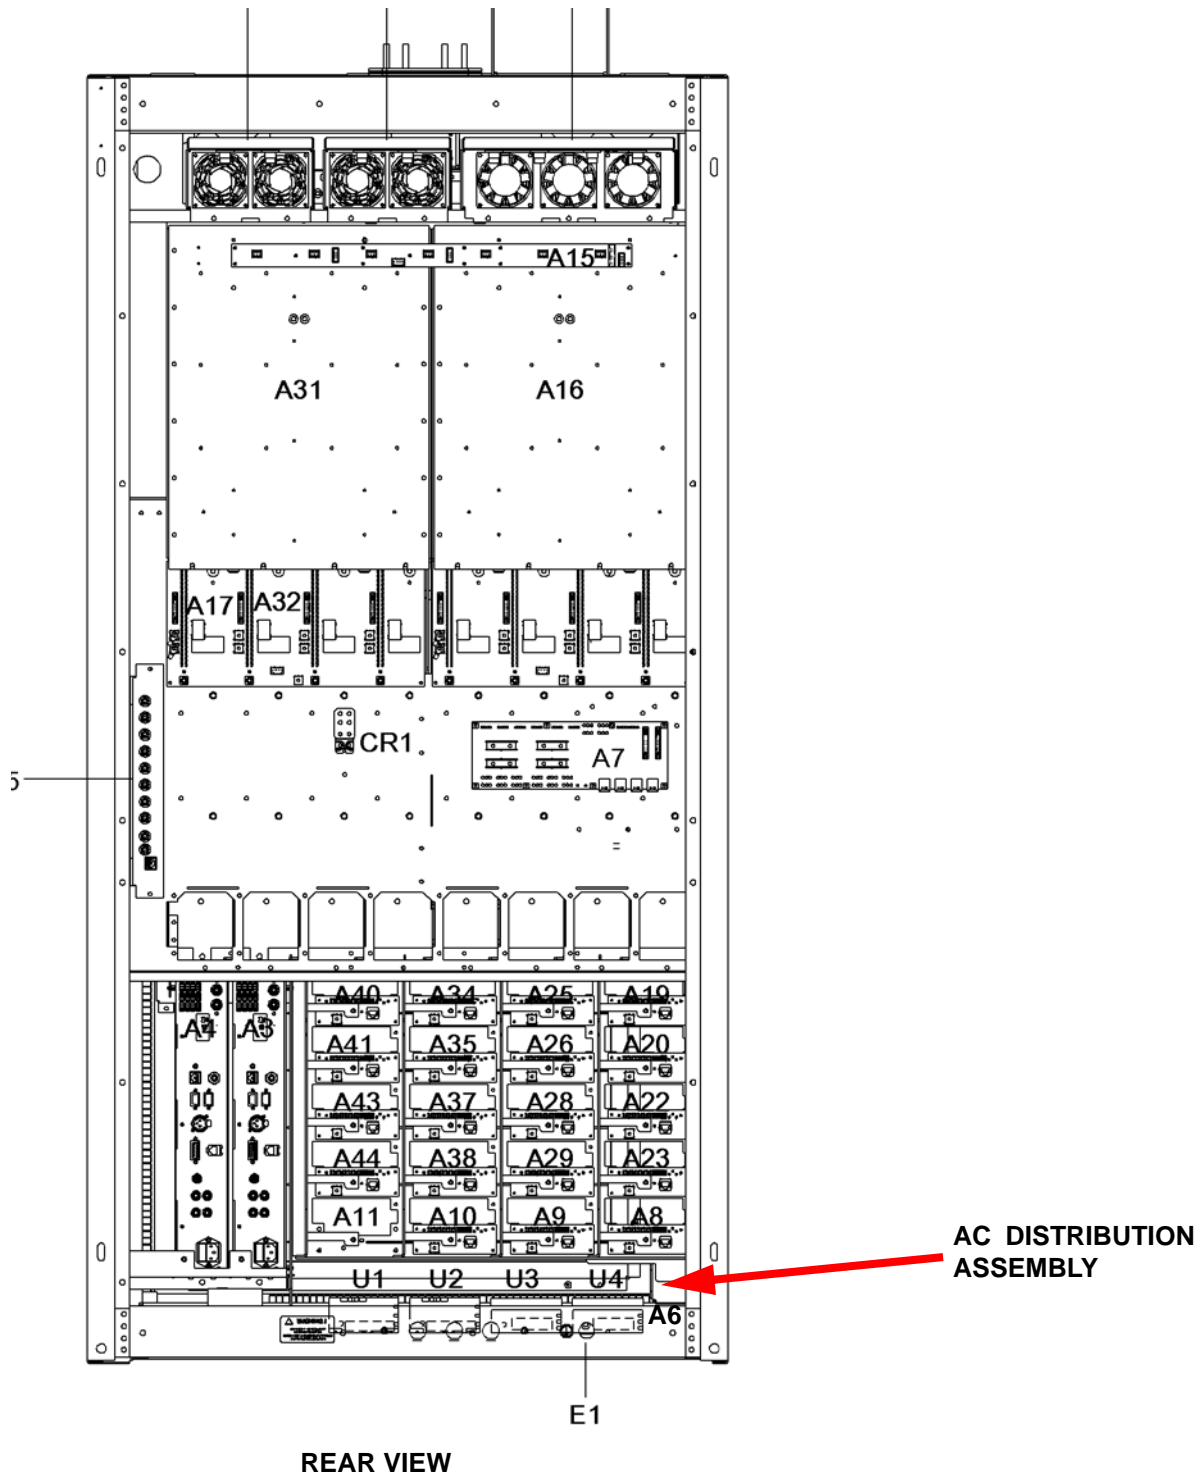 A15
A31 A16
A17 A32
CR1
A7
5
A40 A34 A25 A19
A4 A3
A41 A35 A26 A20
A43 A37 A28 A22
A44 A38 A29 A23
A11 A10 A9 A8
AC DISTRIBUTION
ASSEMBLY
U1 U2 U3 U4
A6
WARNING
E1
REAR VIEW